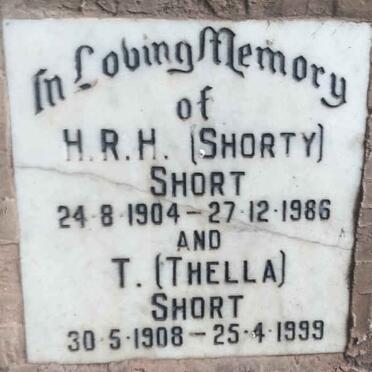 In Loving Memory
of
H.R.H. (SHORTY)
SHORT
24·8·1904 – 27·12·1986
AND
T. (THELLA)
SHORT
30·5·1908 – 25·4·1999